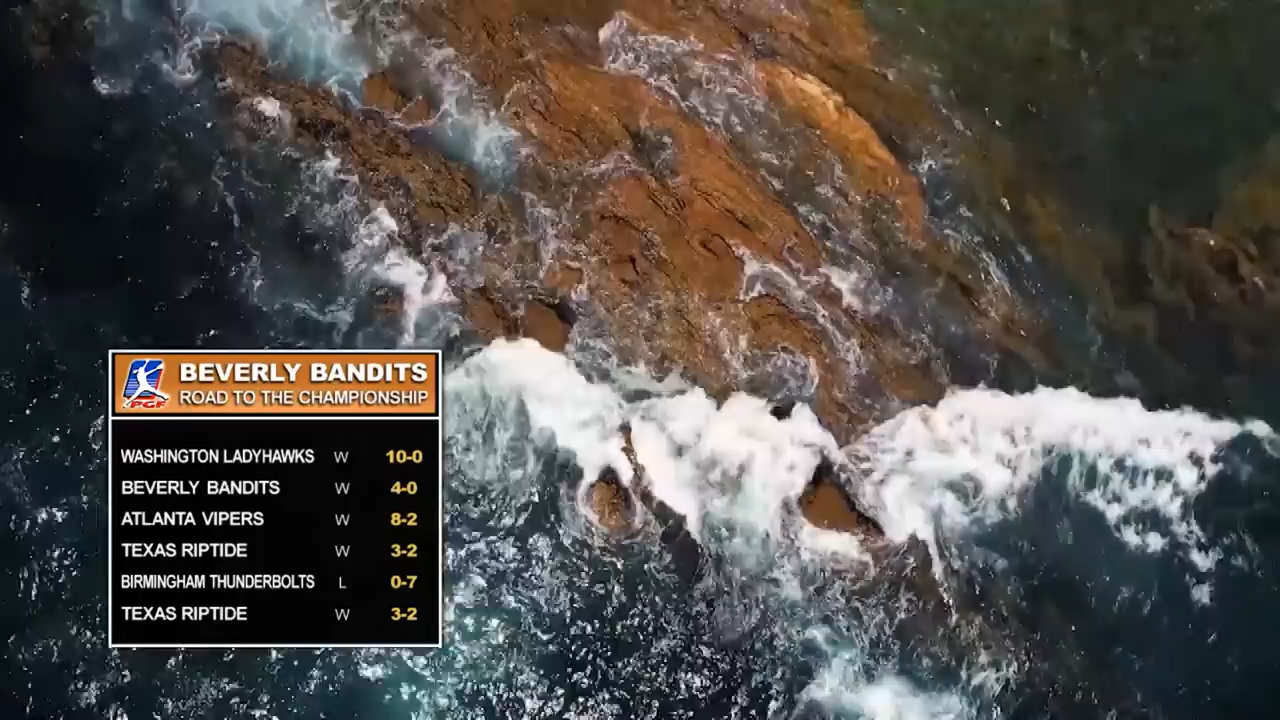 PGF
BEVERLY BANDITS
ROAD TO THE CHAMPIONSHIP
WASHINGTON LADYHAWKS W 10-0
BEVERLY BANDITS W 4-0
ATLANTA VIPERS W 8-2
TEXAS RIPTIDE W 3-2
BIRMINGHAM THUNDERBOLTS L 0-7
TEXAS RIPTIDE W 3-2